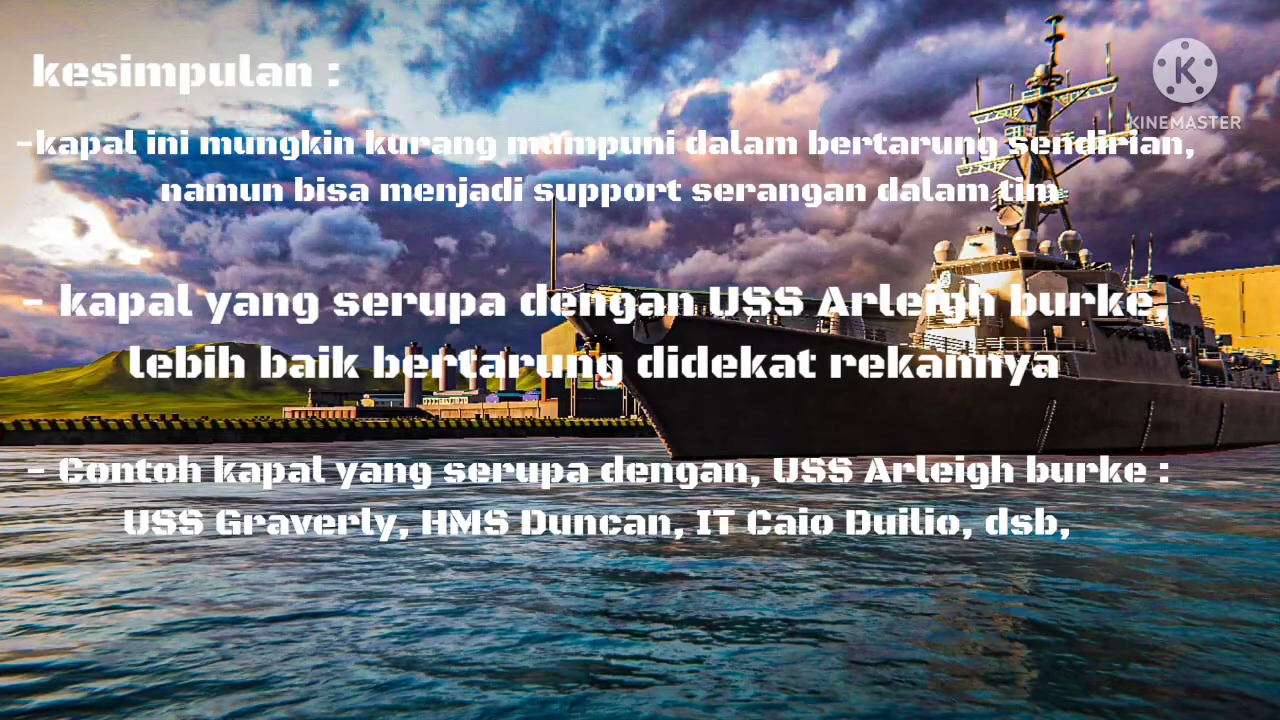 kesimpulan :
KINEMASTER
-kapal ini mungkin kurang mumpuni dalam bertarung sendirian,
namun bisa menjadi support serangan dalam tim
- kapal yang serupa dengan USS Arleigh burke,
lebih baik bertarung didekat rekannya
- Contoh kapal yang serupa dengan, USS Arleigh burke :
USS Graverly, HMS Duncan, IT Caio Duilio, dsb,